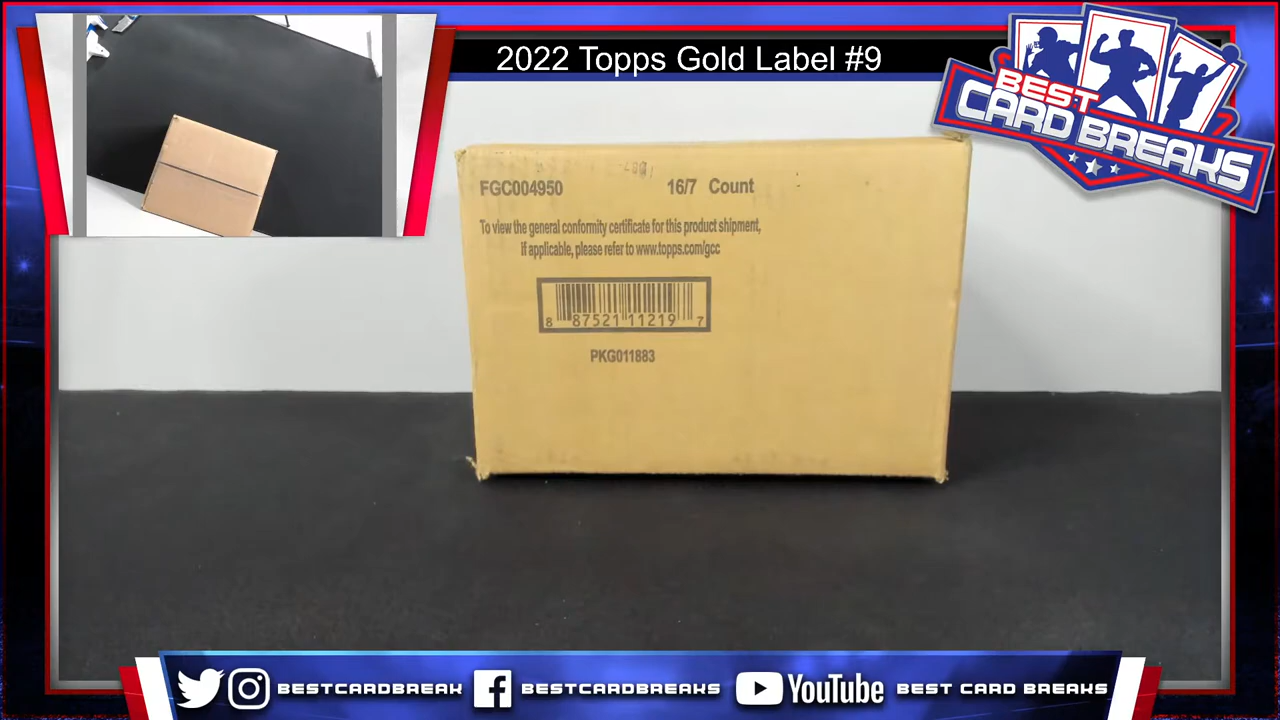 2022 Topps Gold Label #9
BEST
CARD BREAKS
FGC004950 16/7 Count
To view the general conformity certificate for this product shipment,
if applicable, please refer to www.topps.com/gcc
8 87521 11219 7
PKG011883
BESTCARDBREAK BESTCARDBREAKS YouTube BEST CARD BREAKS